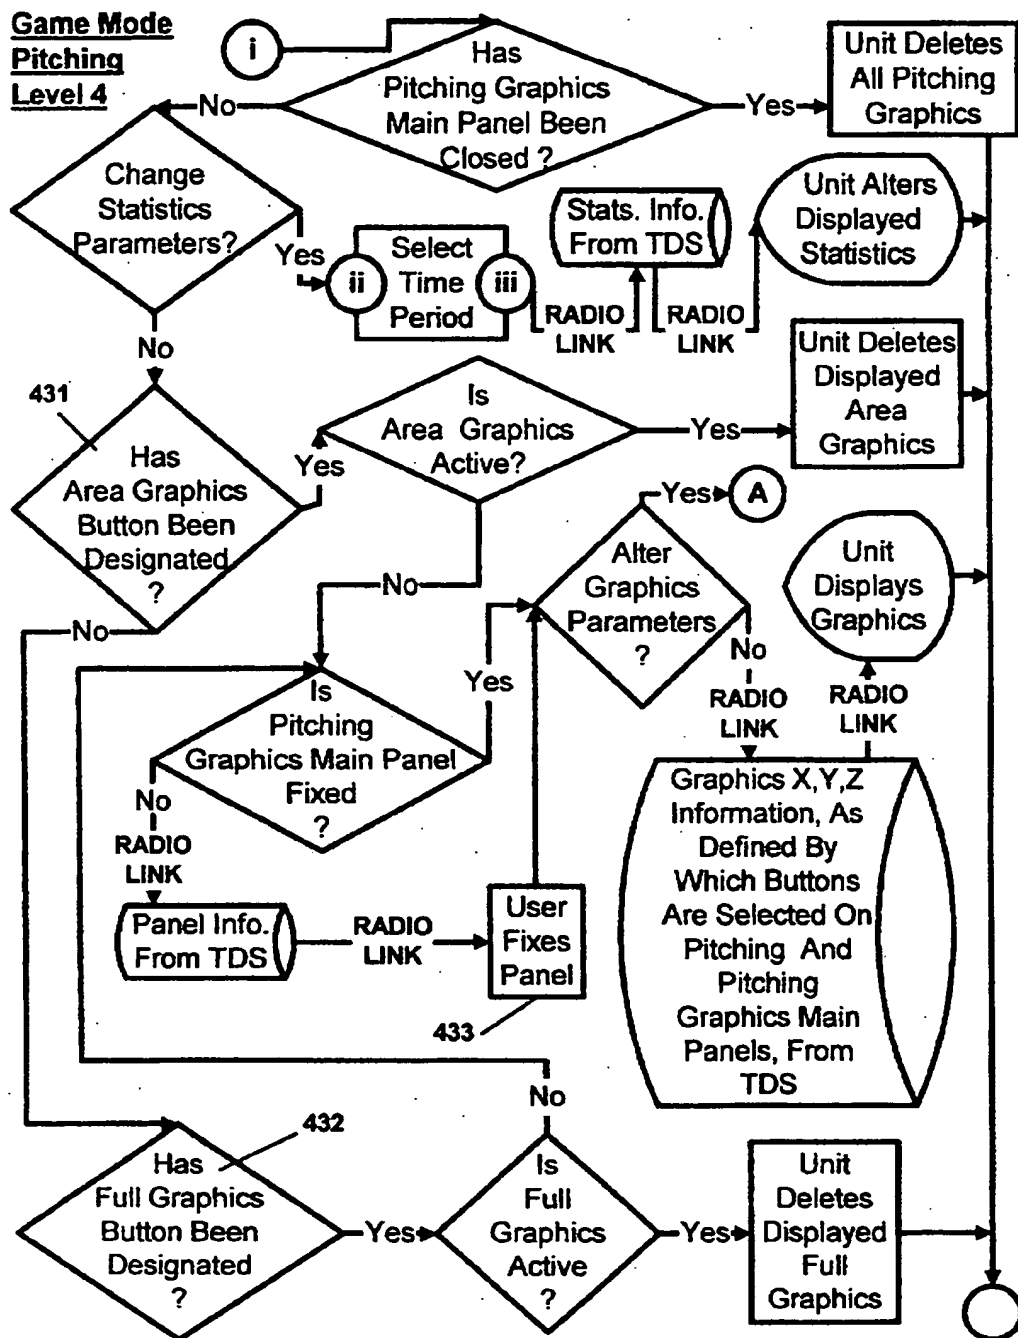 Game Mode
Pitching
Level 4
i
Has
Pitching Graphics
Main Panel Been
Closed ?
No
Yes
Unit Deletes
All Pitching
Graphics
Change
Statistics
Parameters?
Yes
ii
Select
Time
Period
iii
RADIO
LINK
Stats. Info.
From TDS
RADIO
LINK
Unit Alters
Displayed
Statistics
No
431
Has
Area Graphics
Button Been
Designated
?
Yes
Is
Area Graphics
Active?
Yes
Unit Deletes
Displayed
Area
Graphics
No
No
Yes
A
Alter
Graphics
Parameters
?
No
RADIO
LINK
Unit
Displays
Graphics
RADIO
LINK
Is
Pitching
Graphics Main Panel
Fixed
?
Yes
No
RADIO
LINK
Panel Info.
From TDS
RADIO
LINK
User
Fixes
Panel
433
Graphics X,Y,Z
Information, As
Defined By
Which Buttons
Are Selected On
Pitching And
Pitching
Graphics Main
Panels, From
TDS
432
Has
Full Graphics
Button Been
Designated
?
Yes
No
Is
Full
Graphics
Active
?
Yes
Unit
Deletes
Displayed
Full
Graphics